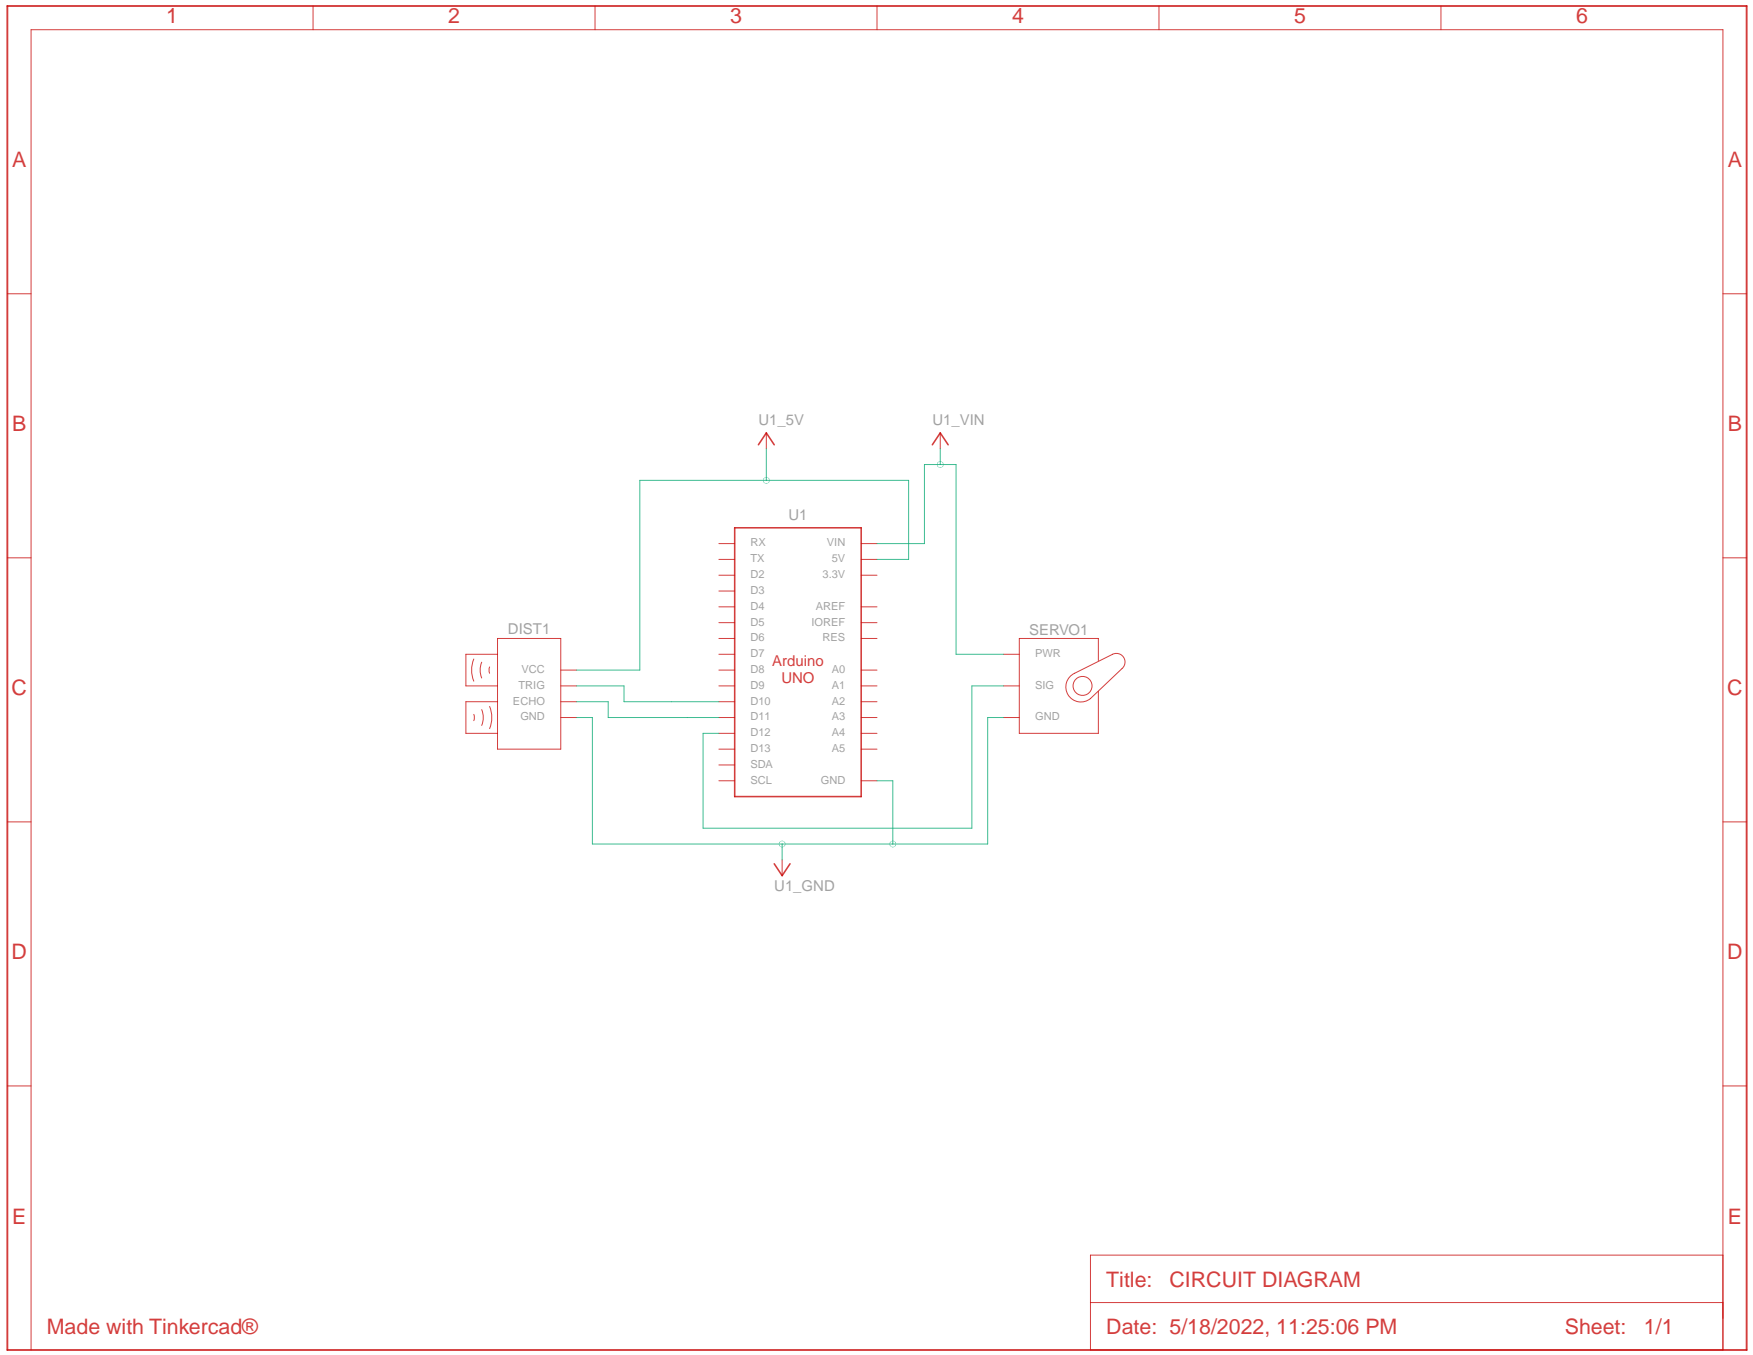 1 2 3 4 5 6
A A
U1_5V U1_VIN
B B
U1
RX VIN
TX 5V
D2 3.3V
D3
D4 AREF
D5 IOREF
D6 RES
D7
D8 A0
D9 A1
D10 A2
D11 A3
D12 A4
D13 A5
SDA
SCL GND
Arduino
UNO
DIST1
VCC
TRIG
ECHO
GND
SERVO1
PWR
SIG
GND
C C
U1_GND
D D
E E
Title: CIRCUIT DIAGRAM
Made with Tinkercad®
Date: 5/18/2022, 11:25:06 PM Sheet: 1/1